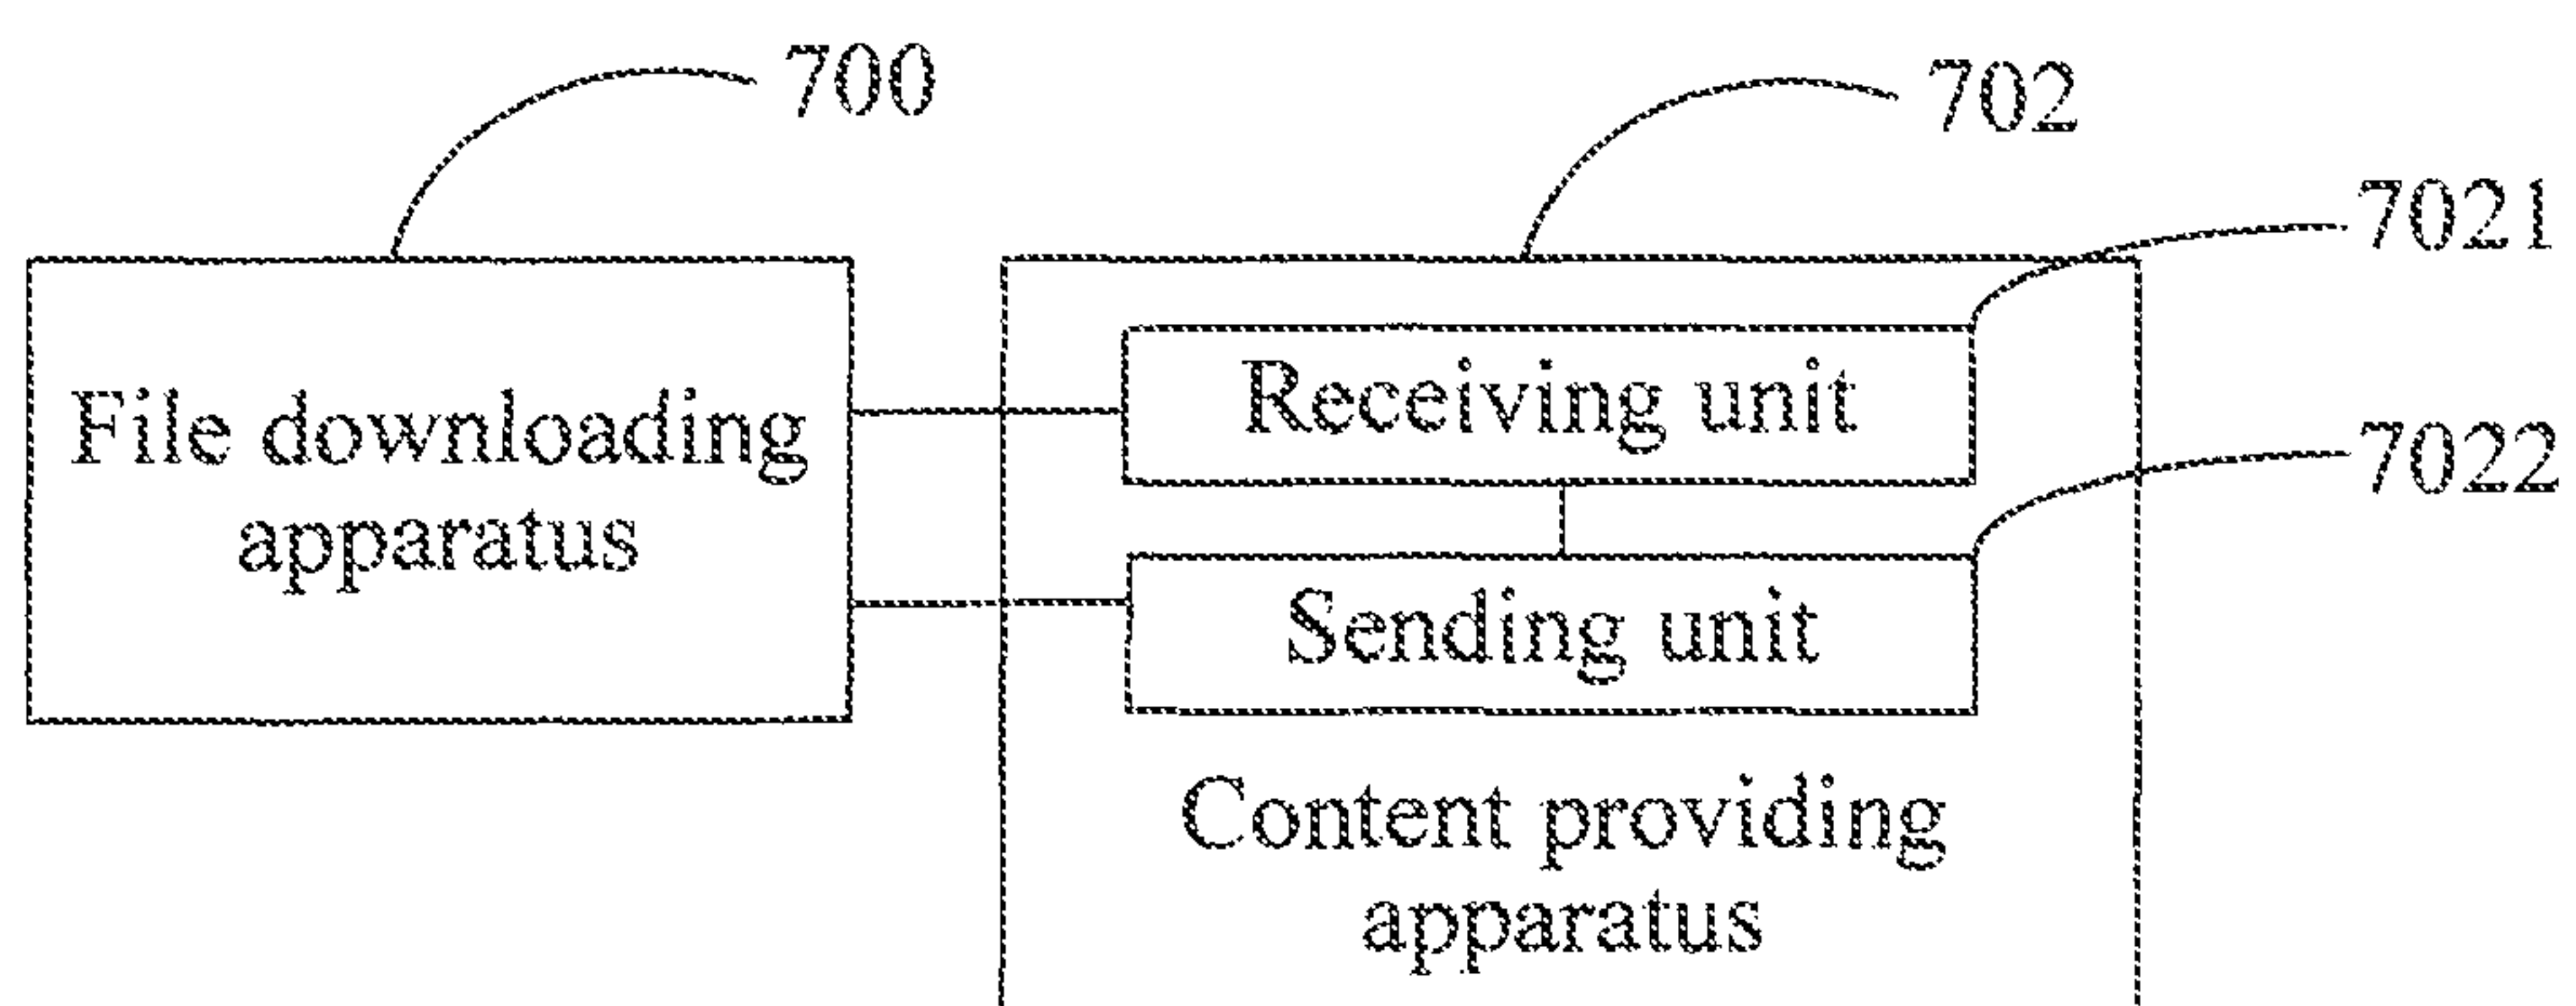 700
702
7021
Receiving unit
File downloading
apparatus
7022
Sending unit
Content providing
apparatus